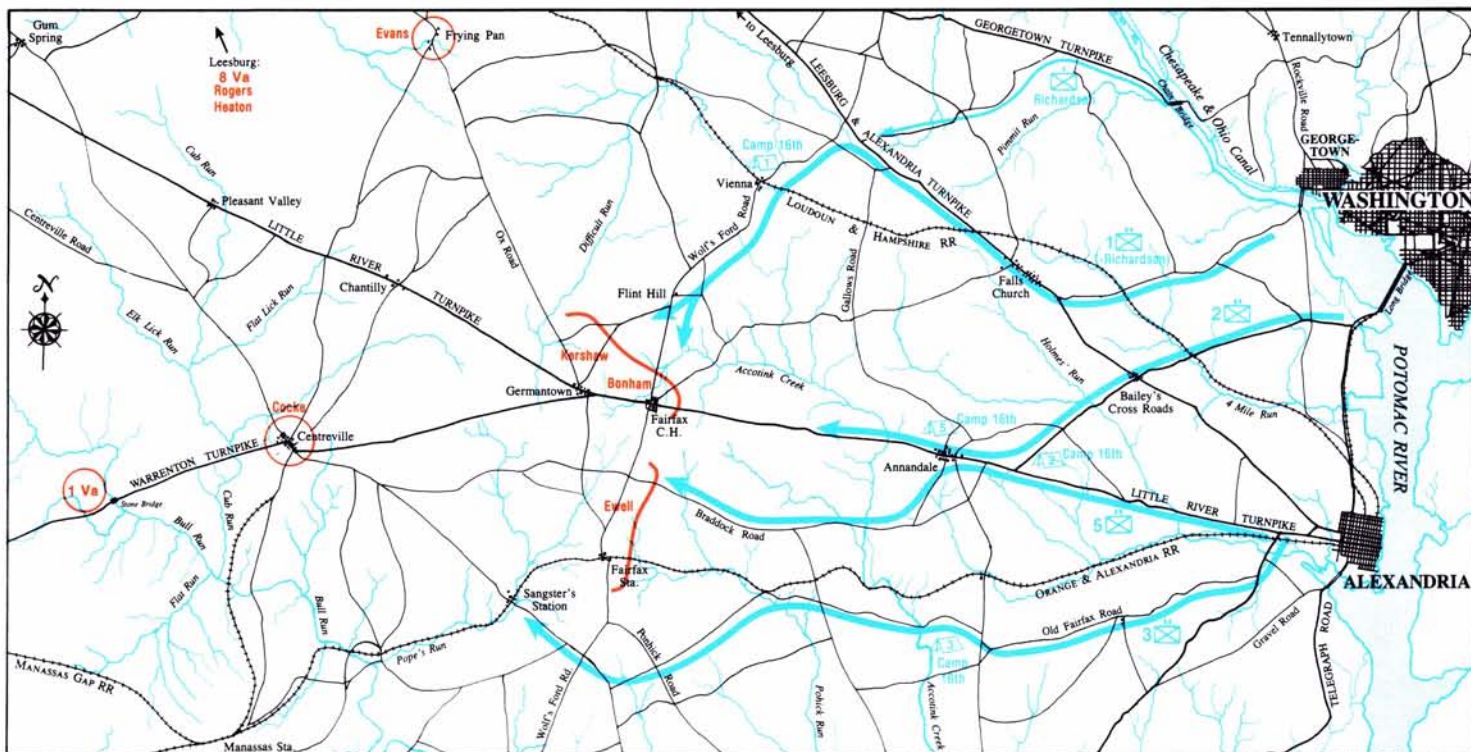 Gum
Spring
Leesburg:
8 Va
Rogers
Heaton
Evans
Frying Pan
to Leesburg
LEESBURG & ALEXANDRIA TURNPIKE
GEORGETOWN TURNPIKE
Chesapeake & Ohio Canal
Chain Bridge
Tennallytown
Rockville Road
Richardson
Pimmit Run
GEORGE-
TOWN
WASHINGTON
Cub Run
Camp 16th
1
Vienna
LOUDOUN & HAMPSHIRE RR
Pleasant Valley
Centreville Road
LITTLE RIVER TURNPIKE
Ox Road
Difficult Run
Wolf's Ford Road
Gallows Road
1
(-Richardson)
Falls
Church
Long Bridge
N
Chantilly
Flat Lick Run
Elk Lick Run
Flint Hill
2
Holmes' Run
POTOMAC RIVER
Kershaw
Bonham
Germantown
Fairfax
C.H.
Accotink Creek
Bailey's
Cross Roads
4 Mile Run
Cocke
Centreville
WARRENTON TURNPIKE
1 Va
Stone Bridge
Camp 16th
5
Annandale
Camp 16th
2
LITTLE RIVER TURNPIKE
5
Ewell
Braddock Road
Cub Run
Bull Run
Flat Run
Fairfax
Sta.
ORANGE & ALEXANDRIA RR
ALEXANDRIA
Sangster's
Station
Bull Run
Old Fairfax Road
3
Gravel Road
TELEGRAPH ROAD
Pope's Run
Pohick Road
Wolf's Ford Rd.
3
Camp
16th
Pohick Run
Accotink Creek
MANASSAS GAP RR
Manassas Sta.